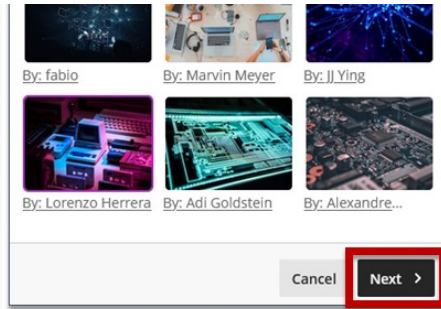 By: fabio
By: Marvin Meyer
By: JJ Ying
By: Lorenzo Herrera
By: Adi Goldstein
By: Alexandre...
Cancel
Next >